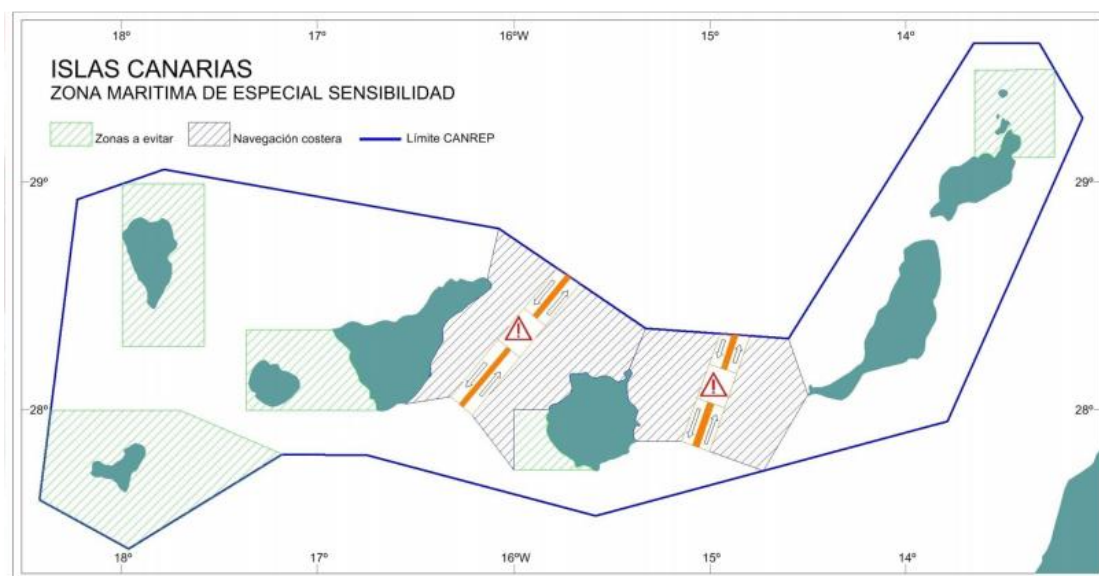 18º 17º 16º 15º 14º
ISLAS CANARIAS
ZONA MARITIMA DE ESPECIAL SENSIBILIDAD
Zonas a evitar Navegación costera Límite CANREP
29º 29º
28º 28º
18º 17º 16ºW 15º 14º